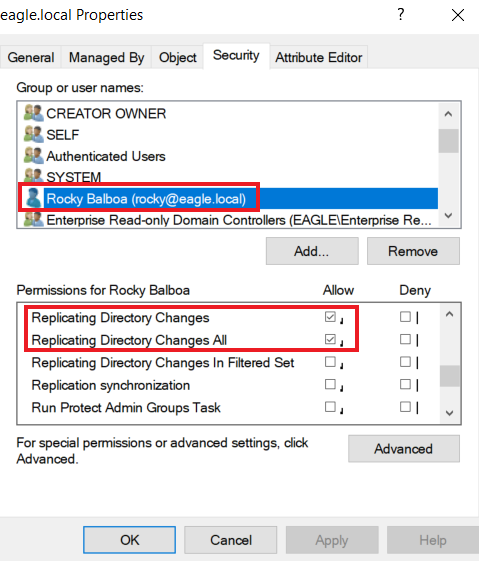 eagle.local Properties ?
General Managed By Object Security Attribute Editor
Group or user names:
CREATOR OWNER
SELF
Authenticated Users
SYSTEM
Rocky Balboa (rocky@eagle.local)
Enterprise Read-only Domain Controllers (EAGLE\Enterprise Re...
Add... Remove
Permissions for Rocky Balboa Allow Deny
Replicating Directory Changes
Replicating Directory Changes All
Replicating Directory Changes In Filtered Set
Replication synchronization
Run Protect Admin Groups Task
For special permissions or advanced settings, click
Advanced.
Advanced
OK Cancel Apply Help